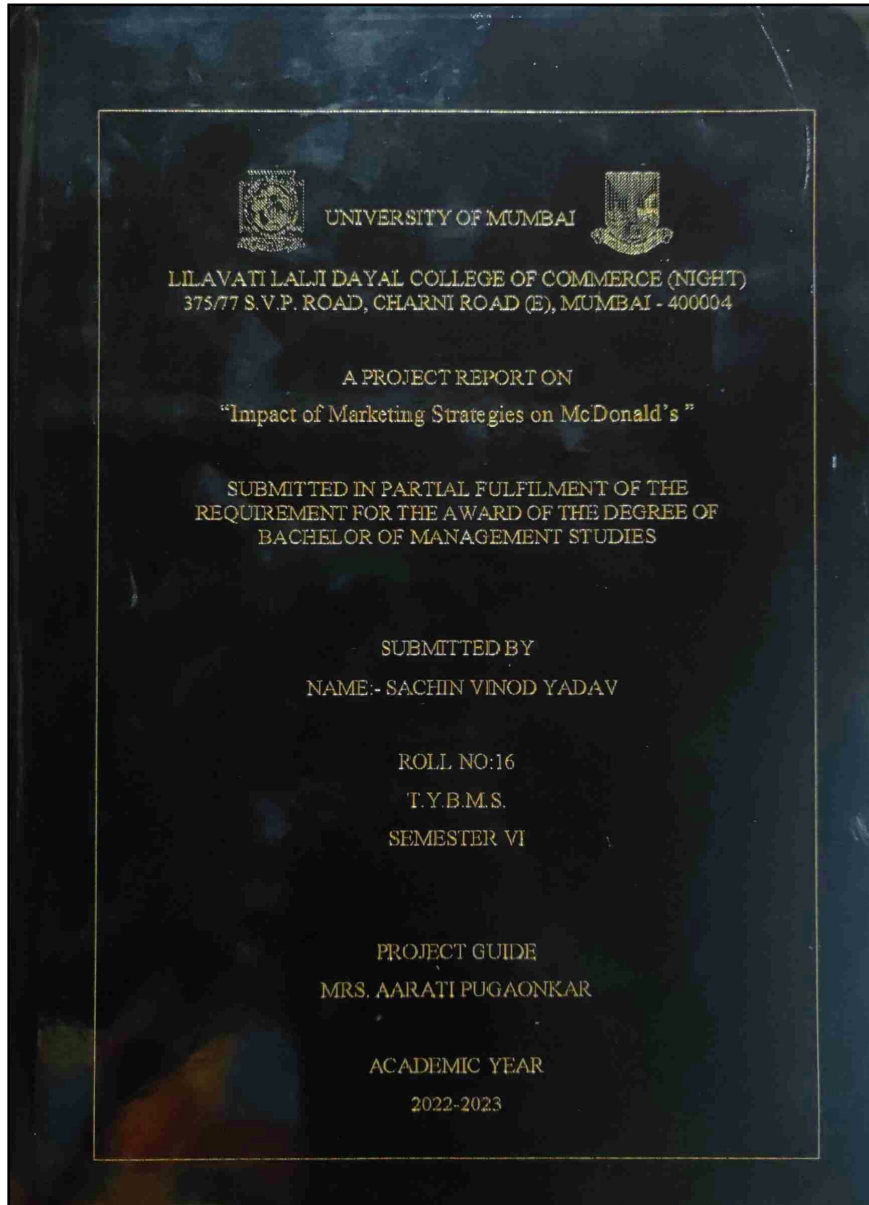 UNIVERSITY OF MUMBAI
LILAVATI LALJI DAYAL COLLEGE OF COMMERCE (NIGHT)
375/77 S.V.P. ROAD, CHARNI ROAD (E), MUMBAI - 400004
A PROJECT REPORT ON
“Impact of Marketing Strategies on McDonald's ”
SUBMITTED IN PARTIAL FULFILMENT OF THE
REQUIREMENT FOR THE AWARD OF THE DEGREE OF
BACHELOR OF MANAGEMENT STUDIES
SUBMITTED BY
NAME:- SACHIN VINOD YADAV
ROLL NO:16
T.Y.B.M.S.
SEMESTER VI
PROJECT GUIDE
MRS. AARATI PUGAONKAR
ACADEMIC YEAR
2022-2023